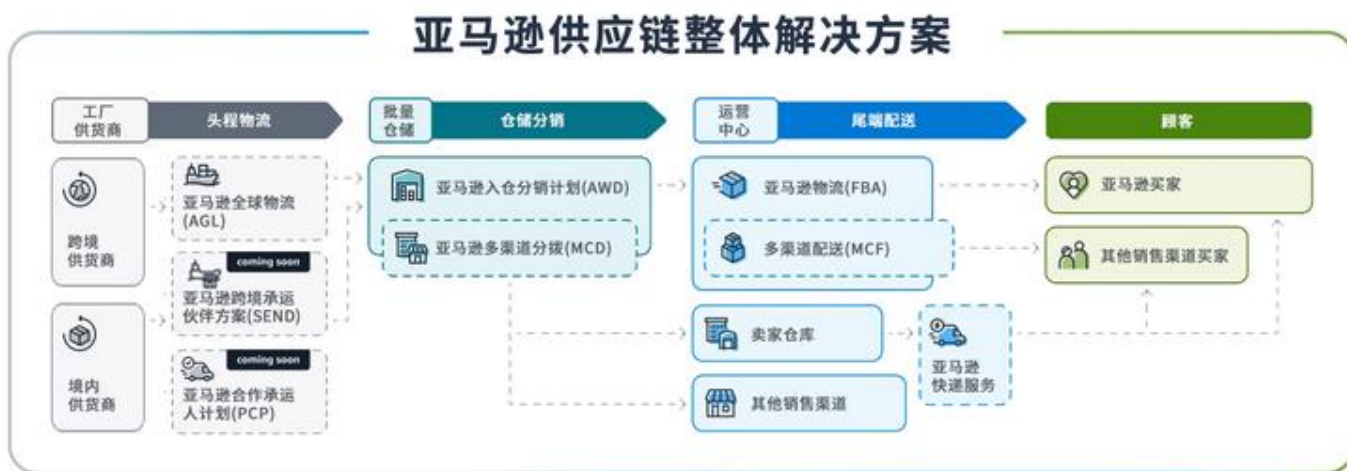 亚马逊供应链整体解决方案
工厂
供货商
头程物流
批量
仓储
仓储分销
运营
中心
尾端配送
顾客
跨境
供货商
境内
供货商
亚马逊全球物流
(AGL)
coming soon
亚马逊跨境承运
伙伴方案(SEND)
coming soon
亚马逊合作承运
人计划(PCP)
亚马逊入仓分销计划(AWD)
亚马逊多渠道分拨(MCD)
亚马逊物流(FBA)
多渠道配送(MCF)
卖家仓库
其他销售渠道
亚马逊
快递服务
亚马逊买家
其他销售渠道买家